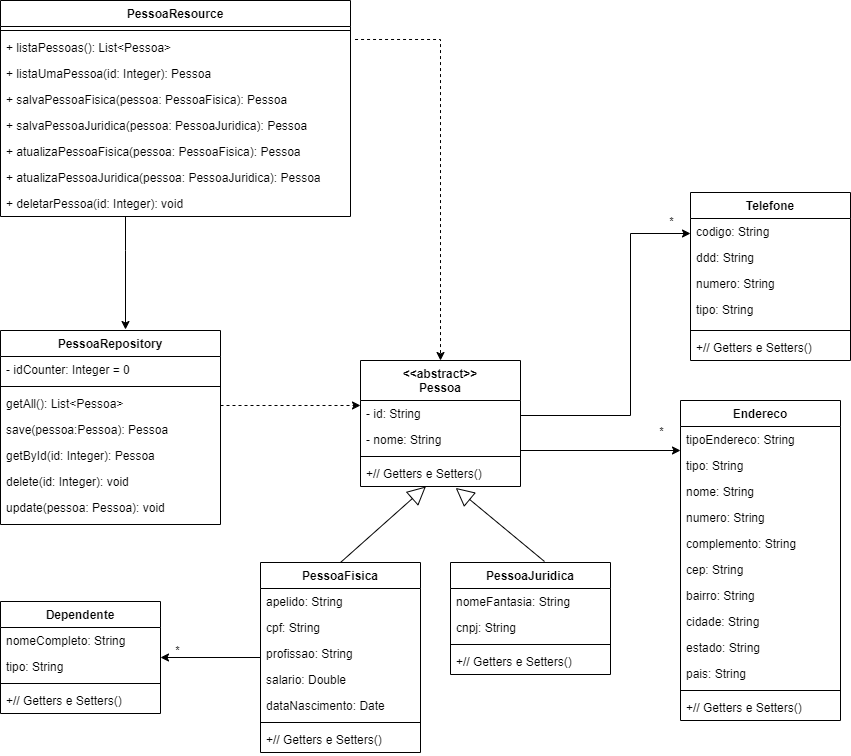 PessoaResource
+ listaPessoas(): List<Pessoa>
+ listaUmaPessoa(id: Integer): Pessoa
+ salvaPessoaFisica(pessoa: PessoaFisica): Pessoa
+ salvaPessoaJuridica(pessoa: PessoaJuridica): Pessoa
+ atualizaPessoaFisica(pessoa: PessoaFisica): Pessoa
+ atualizaPessoaJuridica(pessoa: PessoaJuridica): Pessoa
+ deletarPessoa(id: Integer): void
PessoaRepository
- idCounter: Integer = 0
getAll(): List<Pessoa>
save(pessoa:Pessoa): Pessoa
getById(id: Integer): Pessoa
delete(id: Integer): void
update(pessoa: Pessoa): void
<<abstract>>
Pessoa
- id: String
- nome: String
+// Getters e Setters()
*
Telefone
codigo: String
ddd: String
numero: String
tipo: String
+// Getters e Setters()
*
Endereco
tipoEndereco: String
tipo: String
nome: String
numero: String
complemento: String
cep: String
bairro: String
cidade: String
estado: String
pais: String
+// Getters e Setters()
PessoaFisica
apelido: String
cpf: String
profissao: String
salario: Double
dataNascimento: Date
+// Getters e Setters()
PessoaJuridica
nomeFantasia: String
cnpj: String
+// Getters e Setters()
Dependente
nomeCompleto: String
tipo: String
+// Getters e Setters()
*